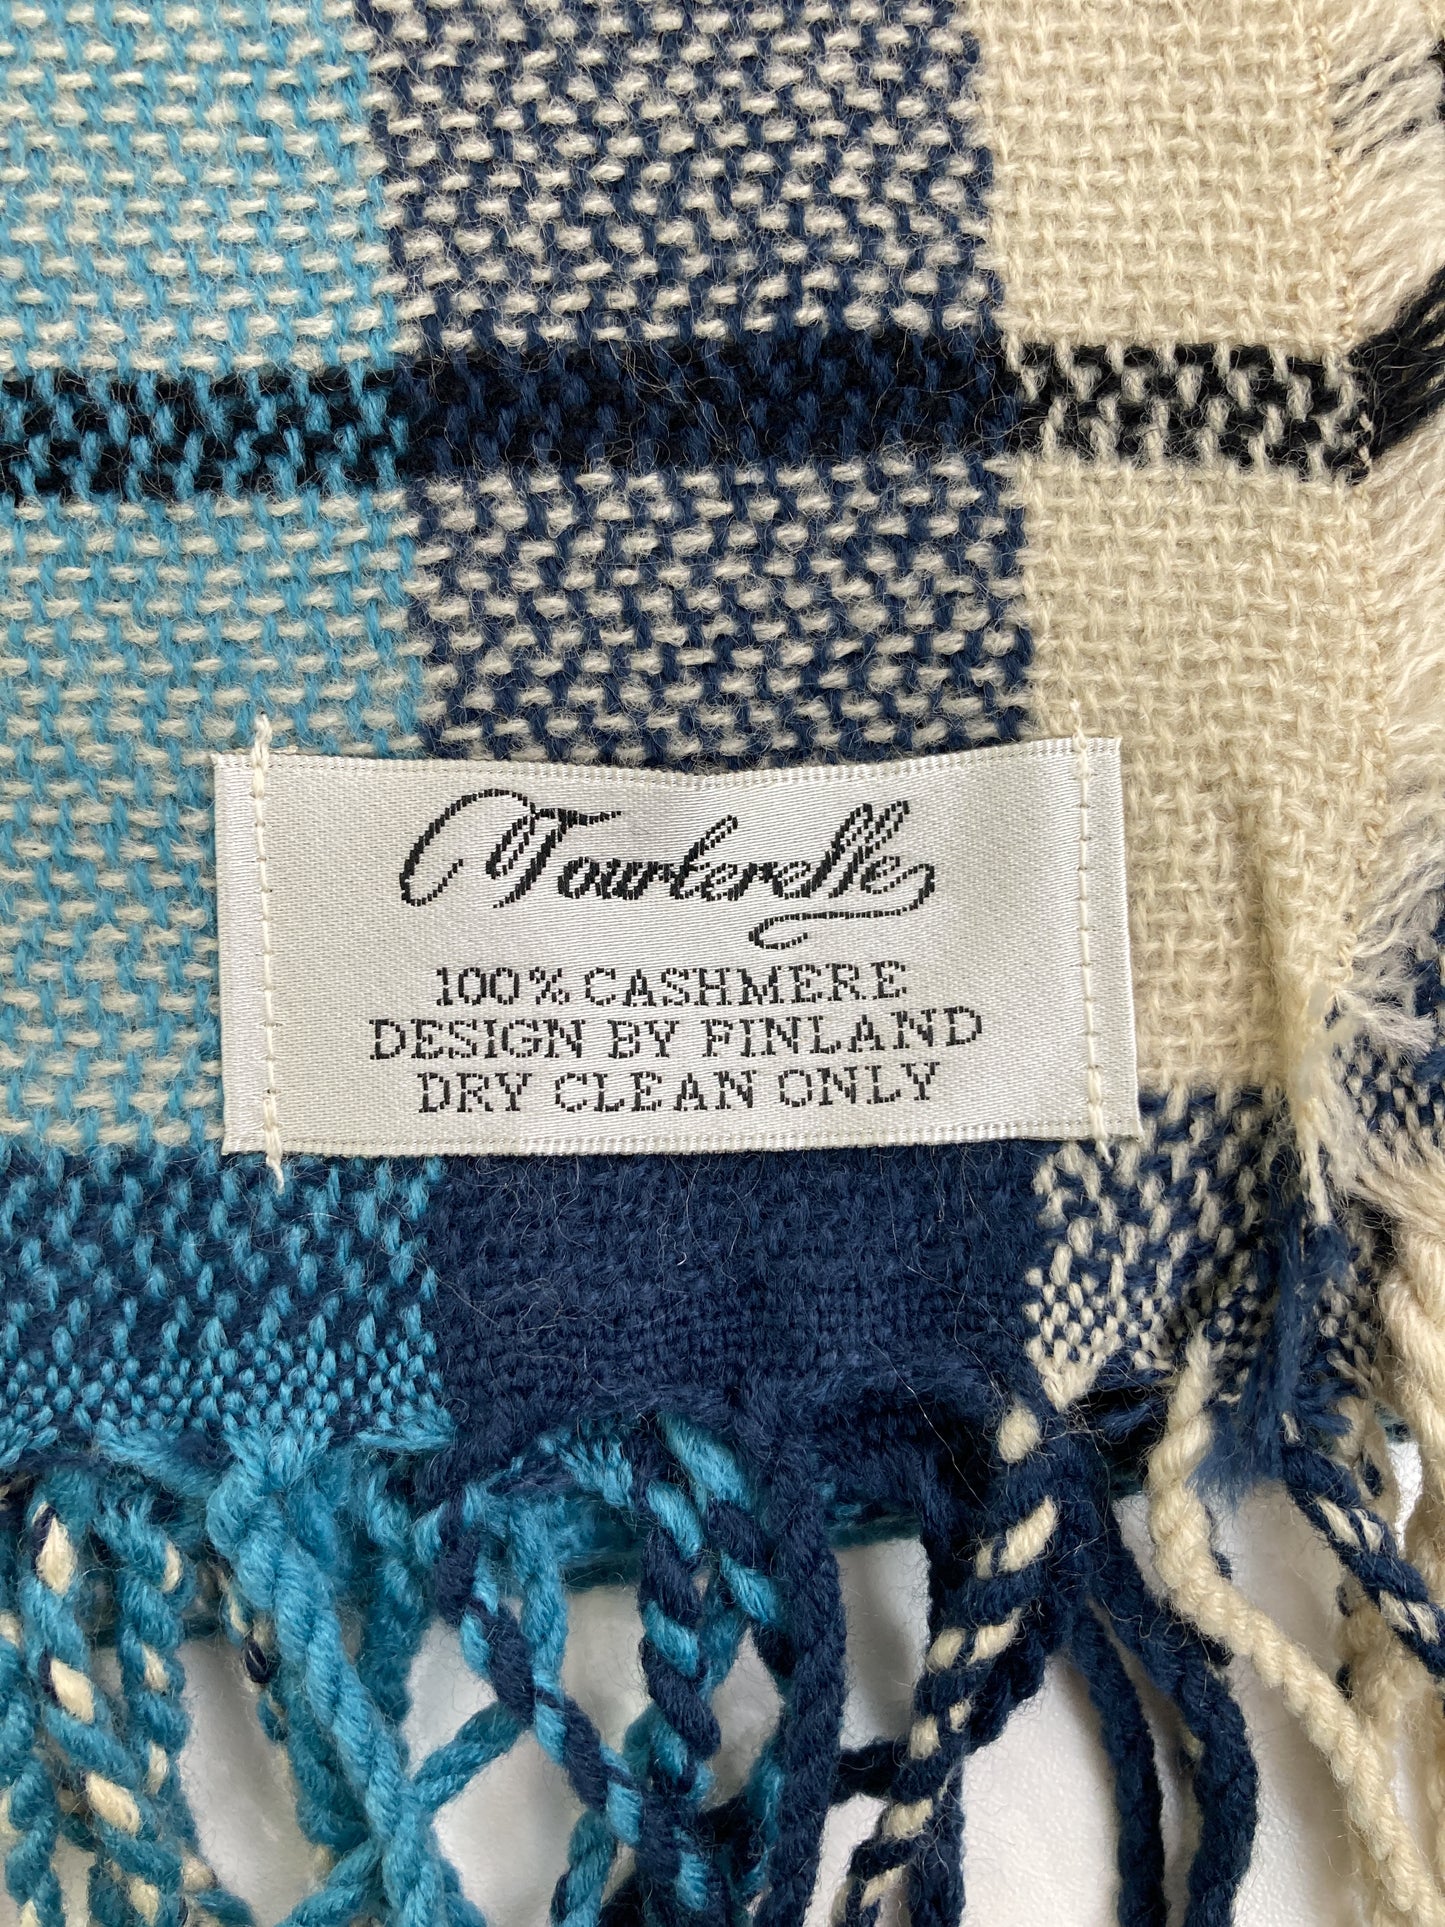 Tourterelle
100% CASHMERE
DESIGN BY FINLAND
DRY CLEAN ONLY